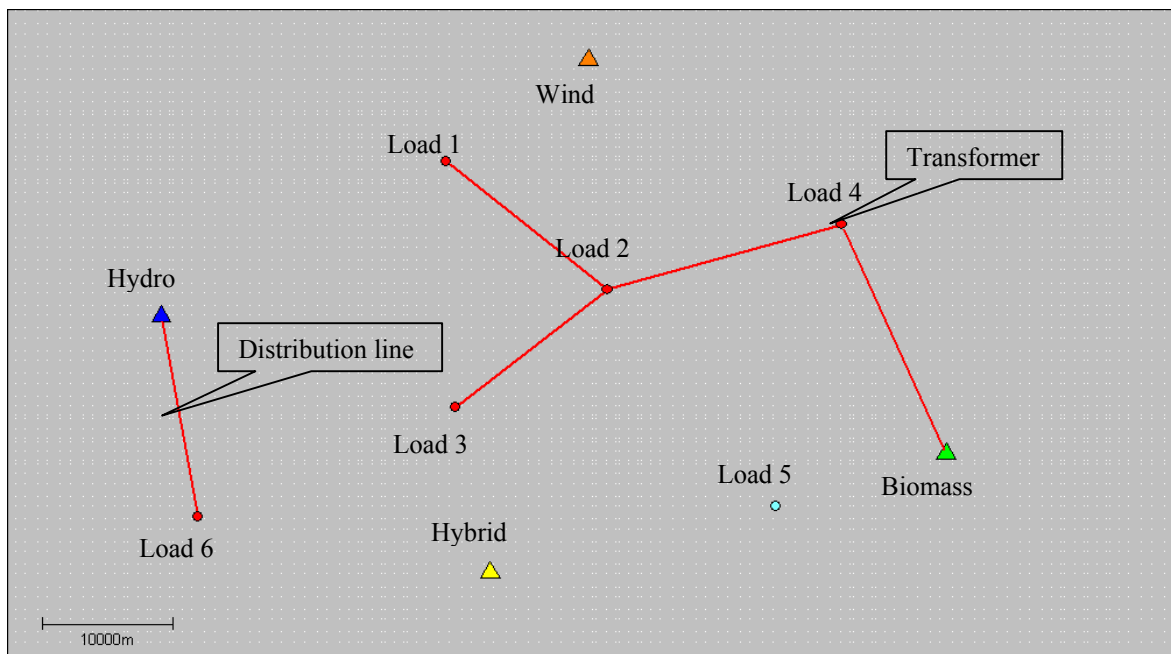 Wind
Load 1
Transformer
Load 4
Load 2
Hydro
Distribution line
Load 3
Load 5
Biomass
Hybrid
Load 6
10000m